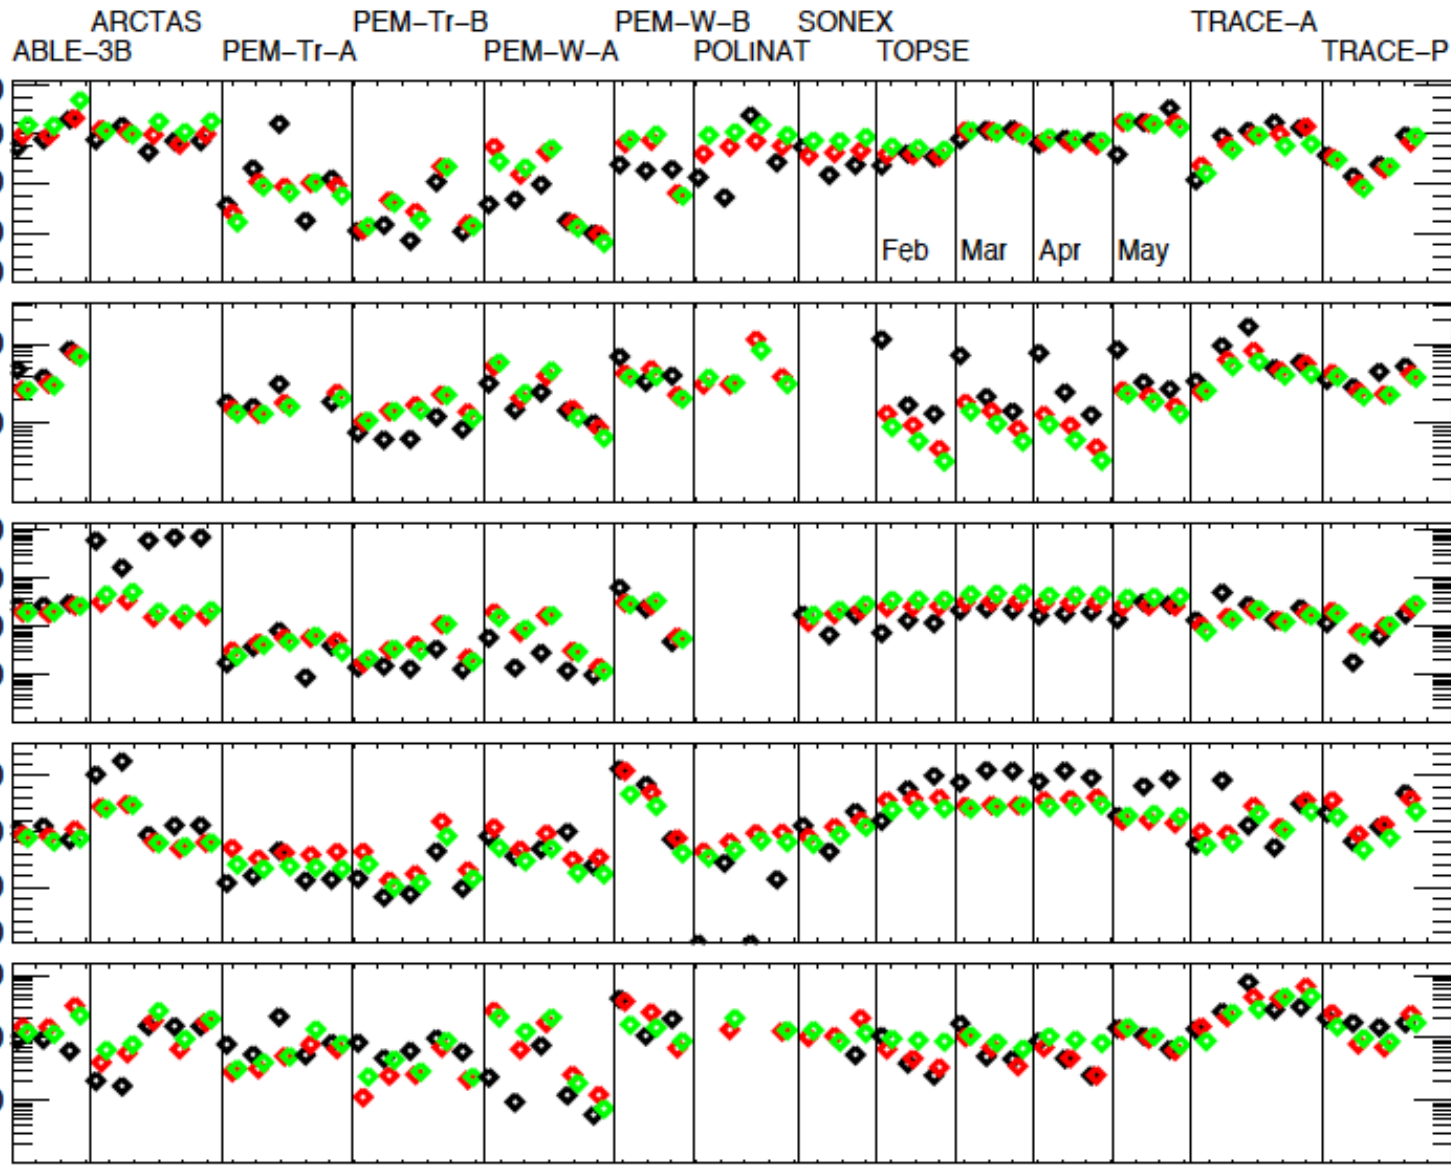 ARCTAS PEM−Tr−B PEM−W−B SONEX TRACE−A
ABLE−3B PEM−Tr−A PEM−W−A POLINAT TOPSE TRACE−P
Feb Mar Apr May